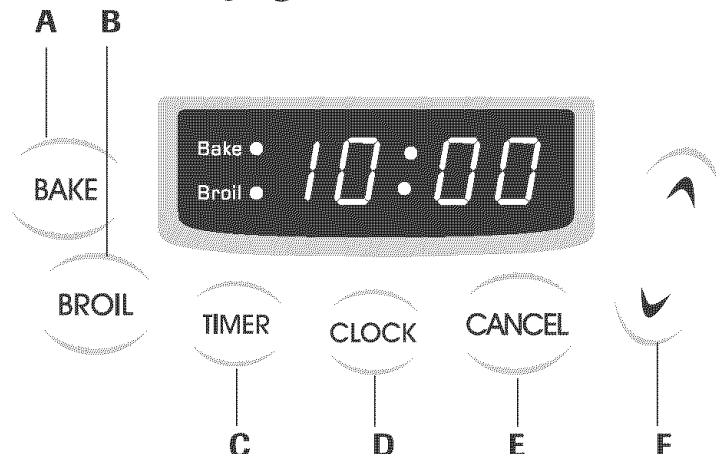 A B
Bake 10:00
Broil
BAKE
BROIL
TIMER
CLOCK
CANCEL
C D E F